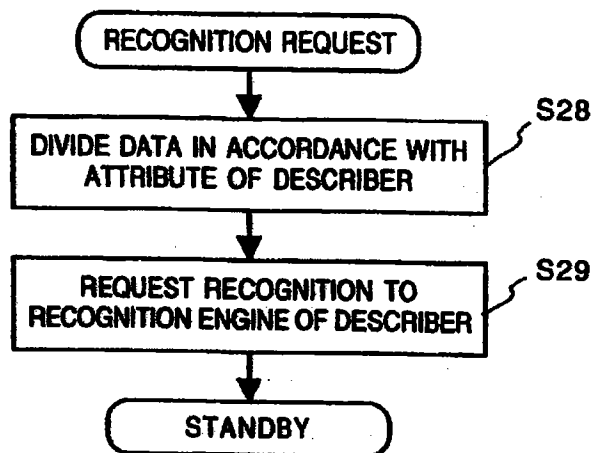 RECOGNITION REQUEST
S28
DIVIDE DATA IN ACCORDANCE WITH
ATTRIBUTE OF DESCRIBER
S29
REQUEST RECOGNITION TO
RECOGNITION ENGINE OF DESCRIBER
STANDBY